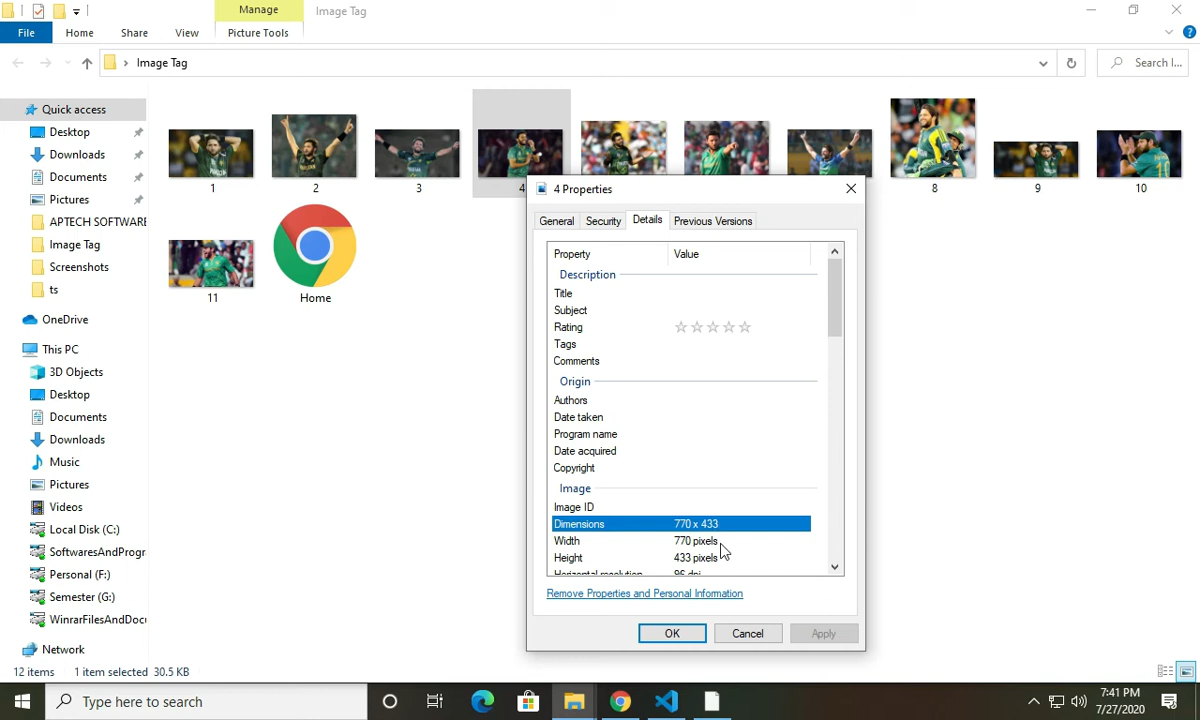 Manage
Image Tag
File
Home
Share
View
Picture Tools
Image Tag
Search I...
Quick access
Desktop
Downloads
Documents
Pictures
APTECH SOFTWARE
Image Tag
Screenshots
ts
OneDrive
This PC
3D Objects
Desktop
Documents
Downloads
Music
Pictures
Videos
Local Disk (C:)
SoftwaresAndProgr
Personal (F:)
Semester (G:)
WinrarFilesAndDocu
Network
1
2
3
4
8
9
10
11
Home
4 Properties
General
Security
Details
Previous Versions
Property Value
Description
Title
Subject
Rating
Tags
Comments
Origin
Authors
Date taken
Program name
Date acquired
Copyright
Image
Image ID
Dimensions 770 x 433
Width 770 pixels
Height 433 pixels
Horizontal resolution 96 dpi
Remove Properties and Personal Information
OK
Cancel
Apply
12 items 1 item selected 30.5 KB
Type here to search
7:41 PM
7/27/2020